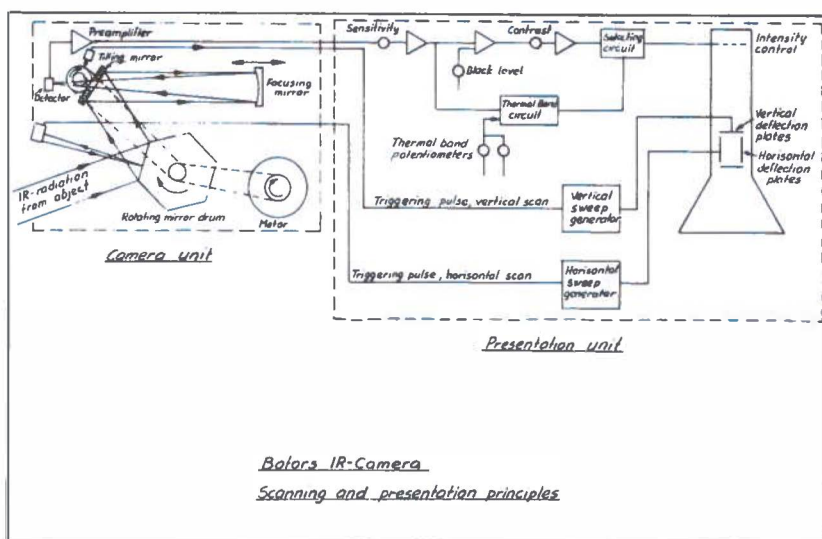 Preamplifier
Tilting mirror
Detector
Focusing
mirror
IR-radiation
from object
Rotating mirror drum
Motor
Camera unit
Sensitivity
Contrast
Selecting
circuit
Intensity
control
Black level
Thermal Band
circuit
Thermal band
potentiometers
Vertical
deflection
plates
Horisontal
deflection
plates
Triggering pulse, vertical scan
Vertical
sweep
generator
Triggering pulse, horisontal scan
Horisontal
sweep
generator
Presentation unit
Bofors IR-Camera
Scanning and presentation principles